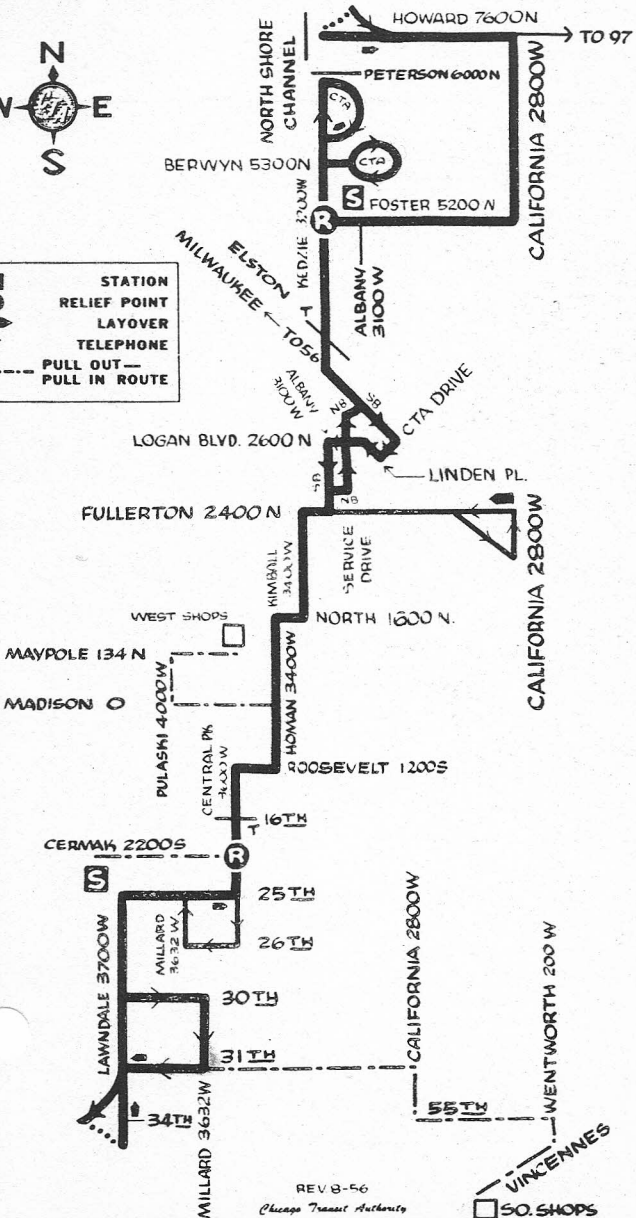 HOWARD 7600N
TO 97
N
W E
S
NORTH SHORE
CHANNEL
PETERSON 6000N
CTA
CALIFORNIA 2800W
BERWYN 5300N
CTA
S FOSTER 5200 N
R
KEDZIE 3200W
ELSTON
MILWAUKEE ← TO 56
T
ALBANY
3100 W
STATION
RELIEF POINT
LAYOVER
TELEPHONE
PULL OUT—
PULL IN ROUTE
ALBANY
3100 W
NB
SB
CTA DRIVE
LOGAN BLVD. 2600 N
LINDEN PL.
SB
NB
FULLERTON 2400 N
SERVICE
DRIVE
CALIFORNIA 2800W
KIMBALL
3400W
NORTH 1600 N.
WEST SHOPS
MAYPOLE 134 N
PULASKI 4000W
HOMAN 3400W
MADISON O
CENTRAL PK
3600W
ROOSEVELT 1200S
16TH
T
CERMAK 2200S
R
S
25TH
MILLARD
3632 W
26TH
LAWNDALE 3700W
CALIFORNIA 2800W
WENTWORTH 200 W
30TH
31TH
34TH
MILLARD 3632W
55TH
VINCENNES
SO. SHOPS
REV 8-56
Chicago Transit Authority